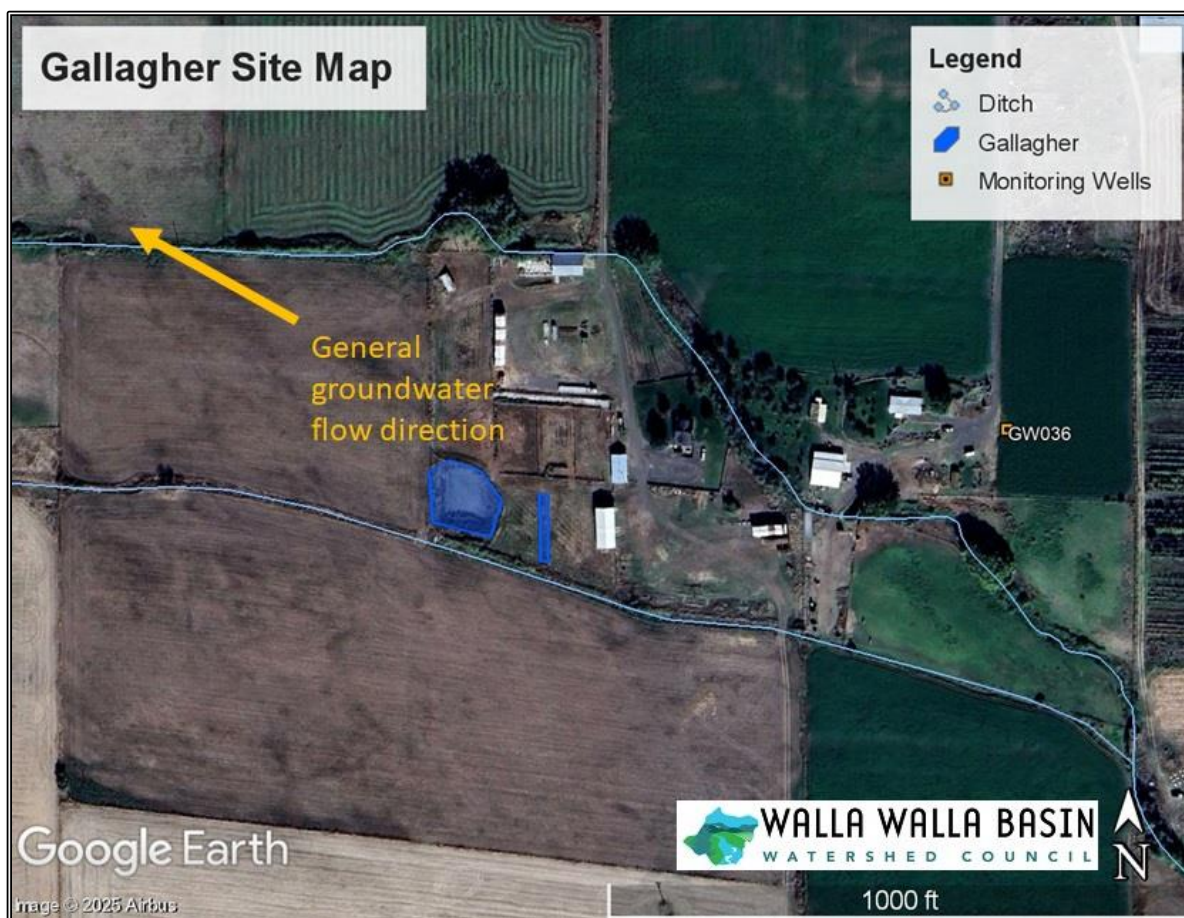 Gallagher Site Map
Legend
Ditch
Gallagher
Monitoring Wells
General
groundwater
flow direction
GW036
WALLA WALLA BASIN
WATERSHED COUNCIL
N
Google Earth
Image © 2025 Airbus
1000 ft